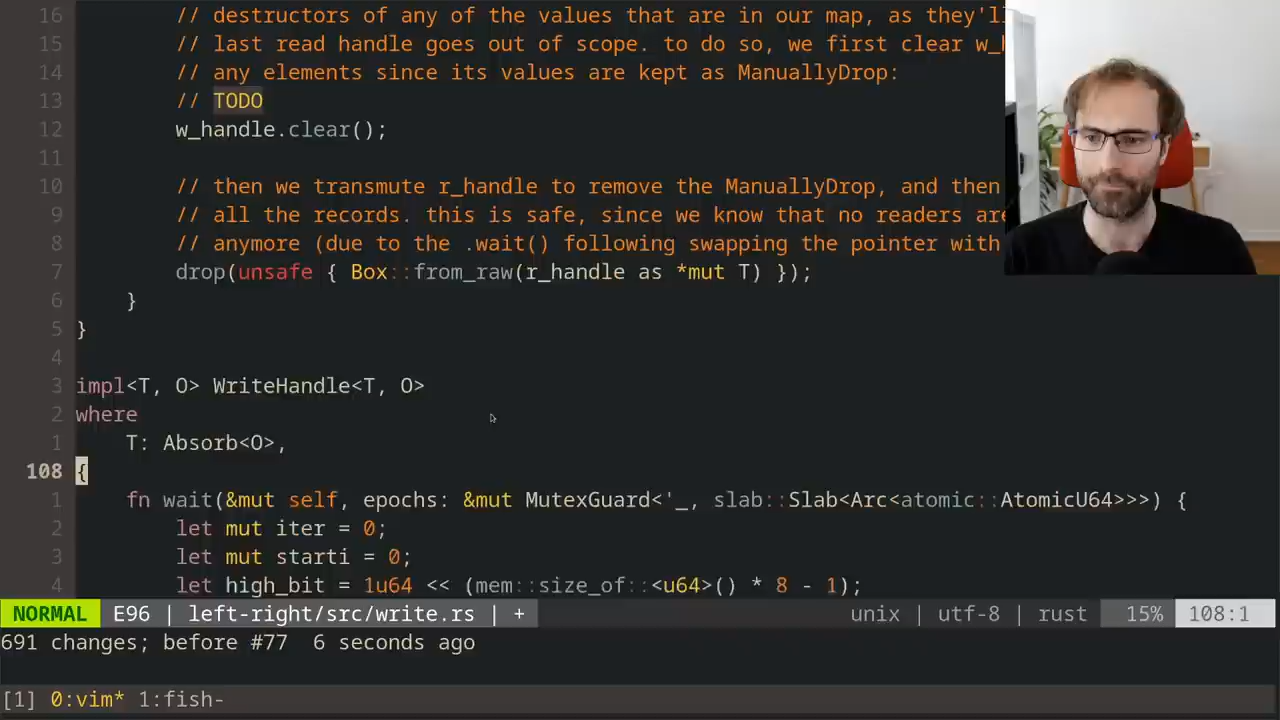 16 // destructors of any of the values that are in our map, as they'll
15 // last read handle goes out of scope. to do so, we first clear w_h
14 // any elements since its values are kept as ManuallyDrop:
13 // TODO
12 w_handle.clear();
11
10 // then we transmute r_handle to remove the ManuallyDrop, and then
9 // all the records. this is safe, since we know that no readers are
8 // anymore (due to the .wait() following swapping the pointer with
7 drop(unsafe { Box::from_raw(r_handle as *mut T) });
6 }
5 }
4
3 impl<T, O> WriteHandle<T, O>
2 where
1 T: Absorb<O>,
108 {
1 fn wait(&mut self, epochs: &mut MutexGuard<'_, slab::Slab<Arc<atomic::AtomicU64>>>) {
2 let mut iter = 0;
3 let mut starti = 0;
4 let high_bit = 1u64 << (mem::size_of::<u64>() * 8 - 1);
NORMAL E96 | left-right/src/write.rs | + unix | utf-8 | rust 15% 108:1
691 changes; before #77 6 seconds ago
[1] 0:vim* 1:fish-